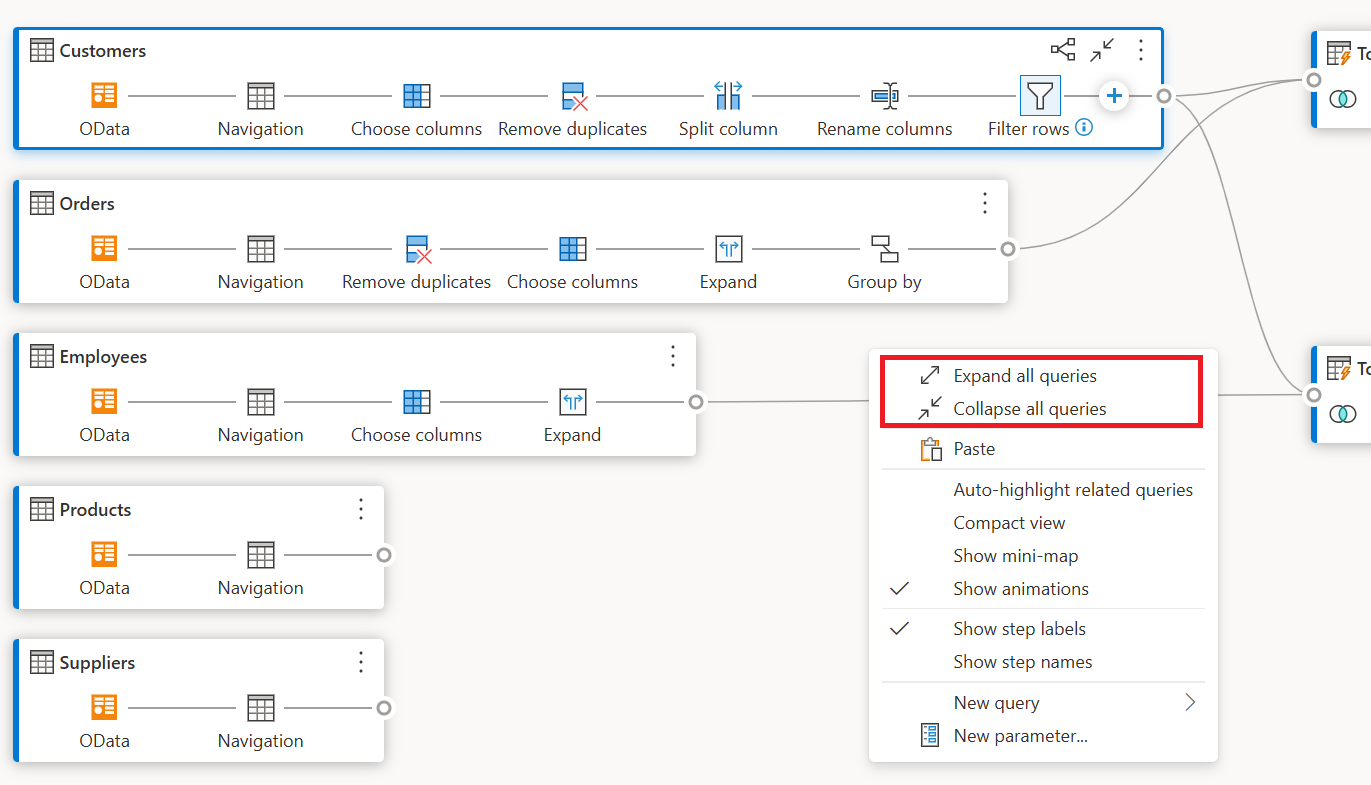 Customers
OData Navigation Choose columns Remove duplicates Split column Rename columns Filter rows
Orders
OData Navigation Remove duplicates Choose columns Expand Group by
Employees
OData Navigation Choose columns Expand
Products
OData Navigation
Suppliers
OData Navigation
To
To
Expand all queries
Collapse all queries
Paste
Auto-highlight related queries
Compact view
Show mini-map
Show animations
Show step labels
Show step names
New query
New parameter...